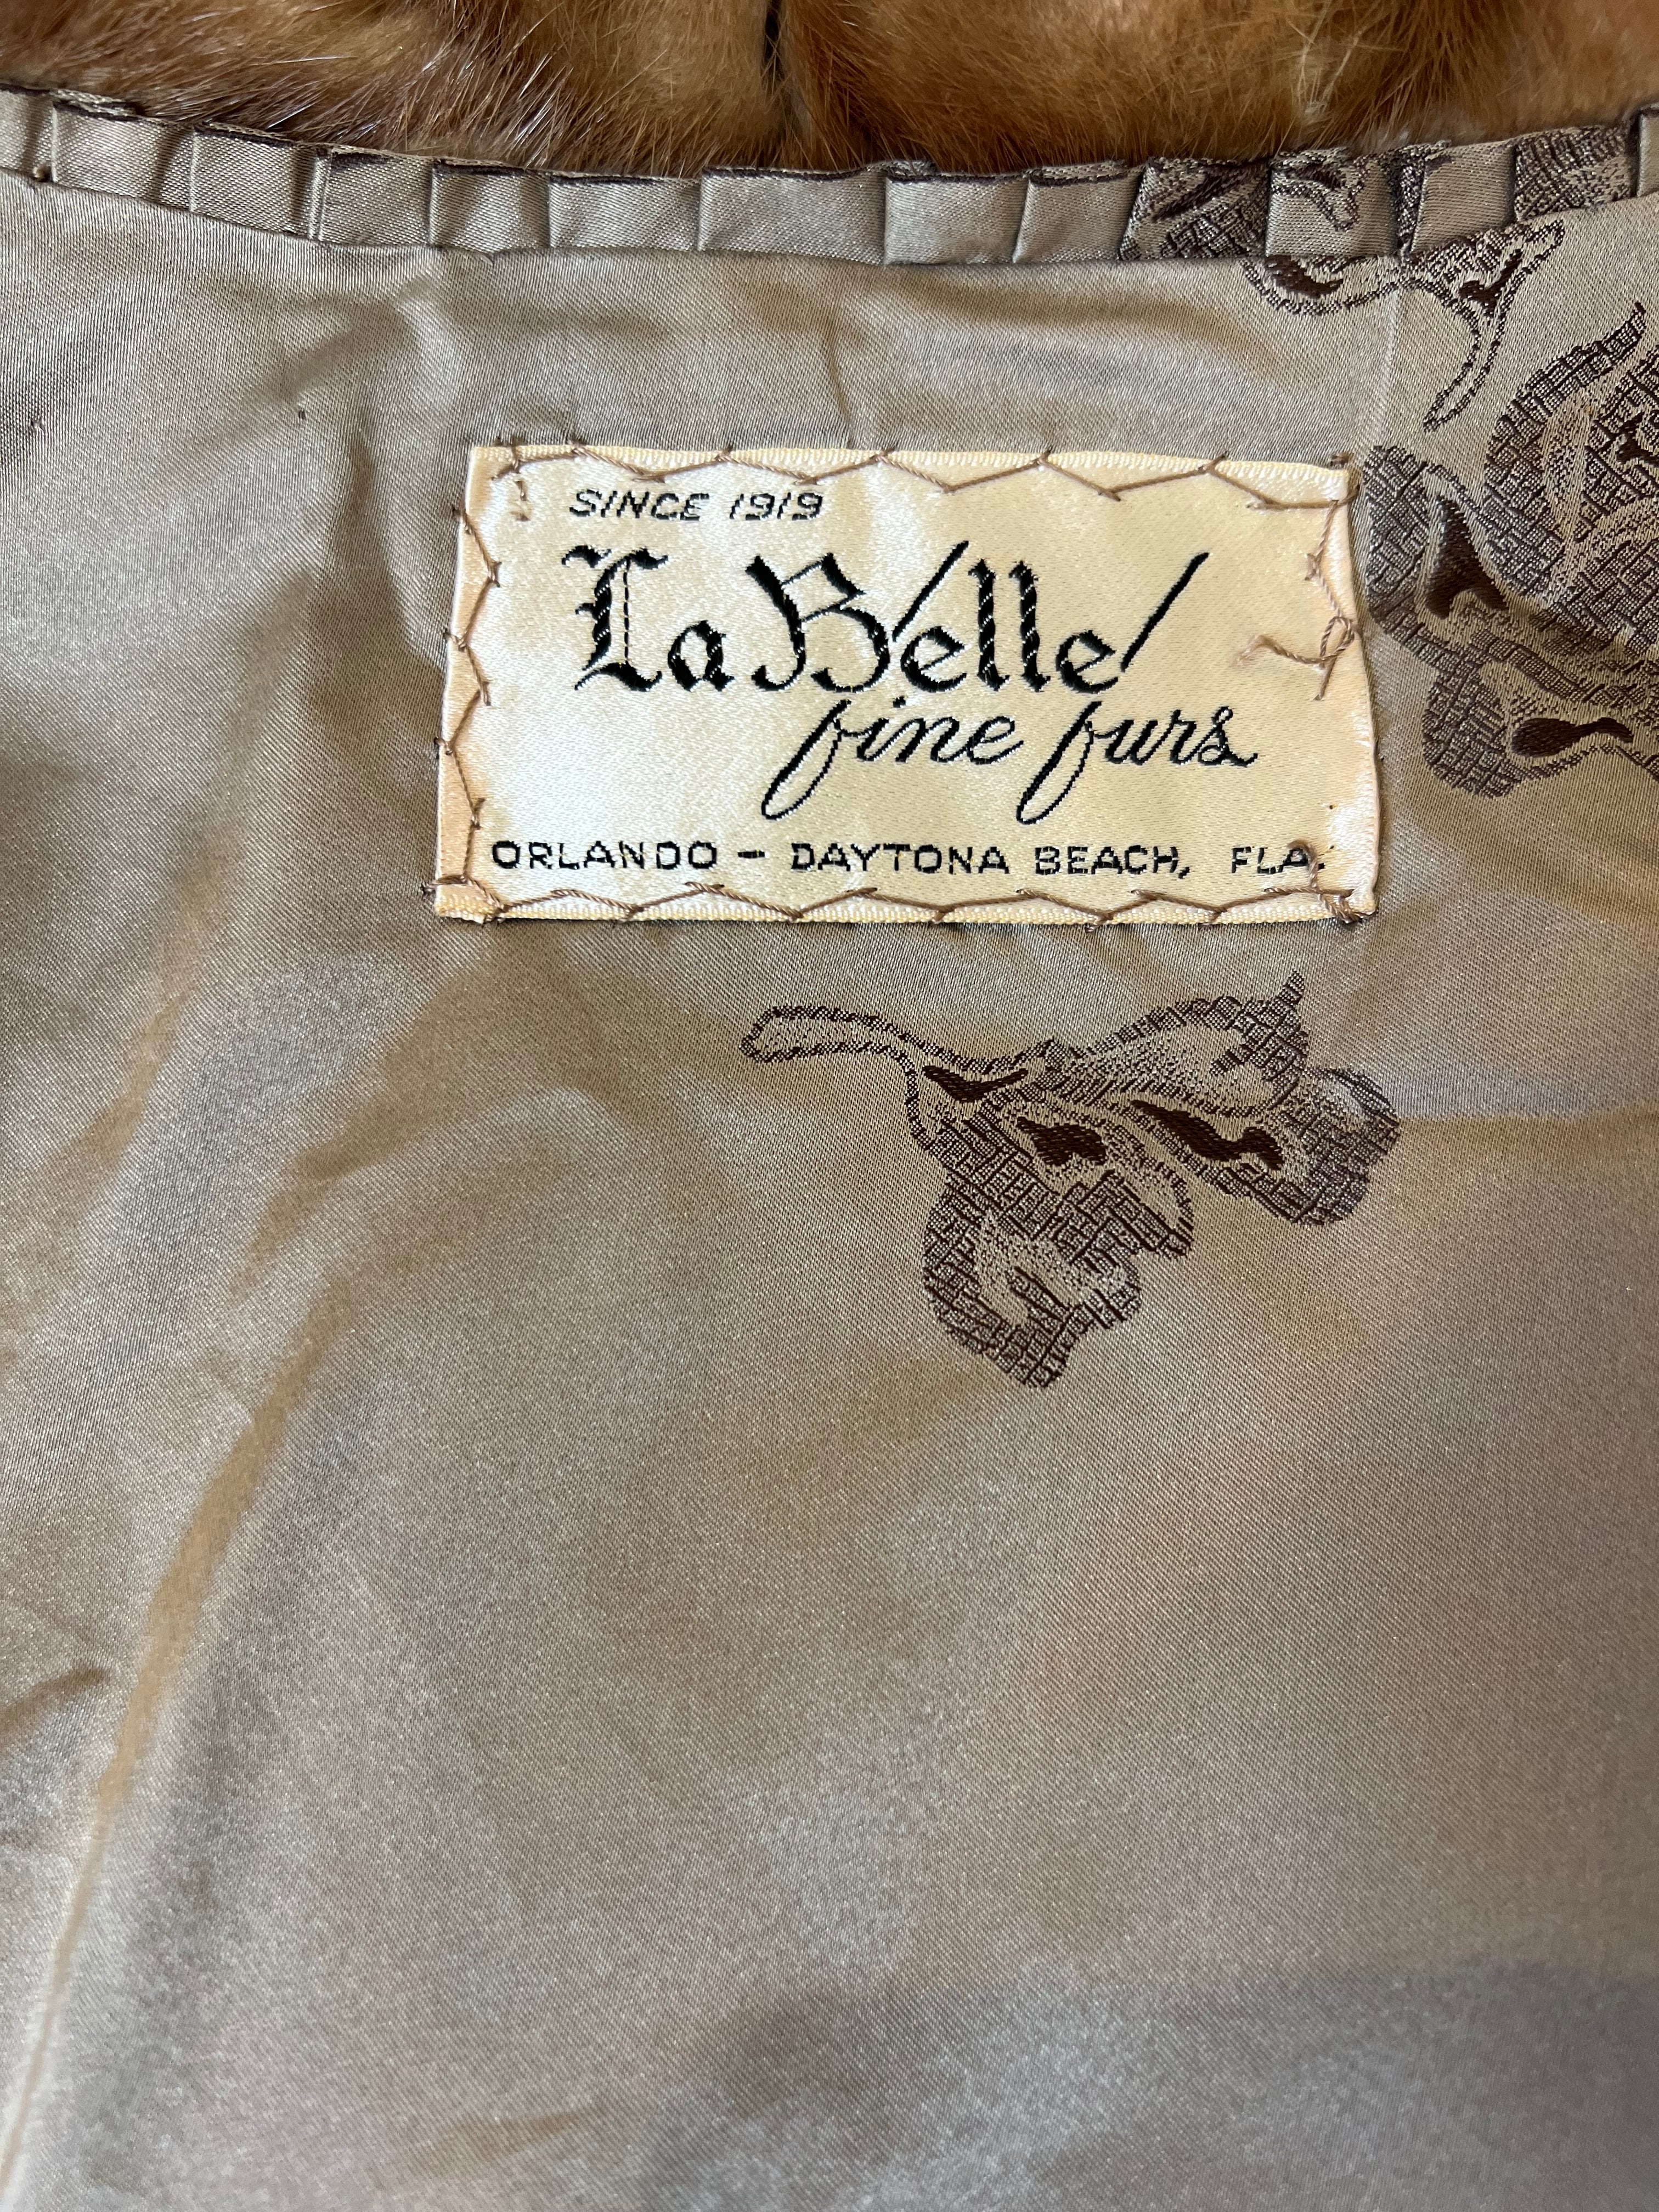 SINCE 1919
La Belle
fine furs
ORLANDO - DAYTONA BEACH, FLA.